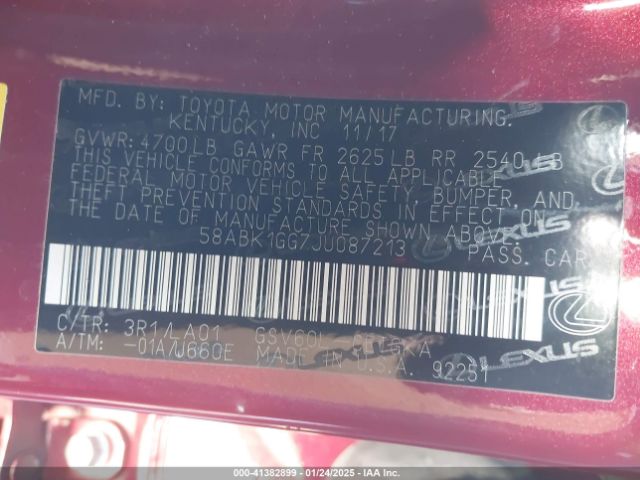 MFD. BY: TOYOTA MOTOR MANUFACTURING.
KENTUCKY, INC 11/17
GVWR: 4700LB GAWR FR 2625LB RR 2540LB
THIS VEHICLE CONFORMS TO ALL APPLICABLE
FEDERAL MOTOR VEHICLE SAFETY, BUMPER, AND
THEFT PREVENTION STANDARDS IN EFFECT ON
THE DATE OF MANUFACTURE SHOWN ABOVE.
58ABK1GG7JU087213 PASS. CAR
C/TR: 3R1 LA01
A/TM: -01A/U660E MADE IN U.S.A. 92251
LEXUS
000-41382899 - 01/24/2025 - IAA Inc.